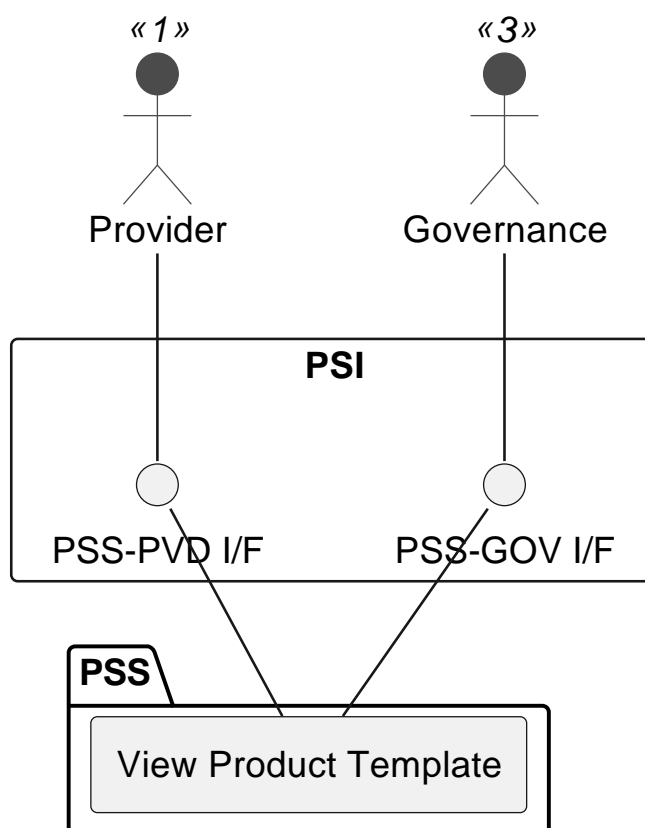 «1» «3»
Provider Governance
PSI
PSS-PVD I/F PSS-GOV I/F
PSS
View Product Template